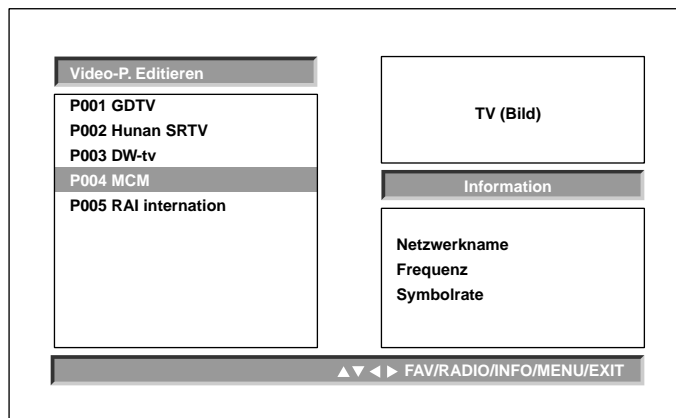 Video-P. Editieren
P001 GDTV
P002 Hunan SRTV
P003 DW-tv
P004 MCM
P005 RAI internation
TV (Bild)
Information
Netzwerkname
Frequenz
Symbolrate
▲▼◀▶ FAV/RADIO/INFO/MENU/EXIT